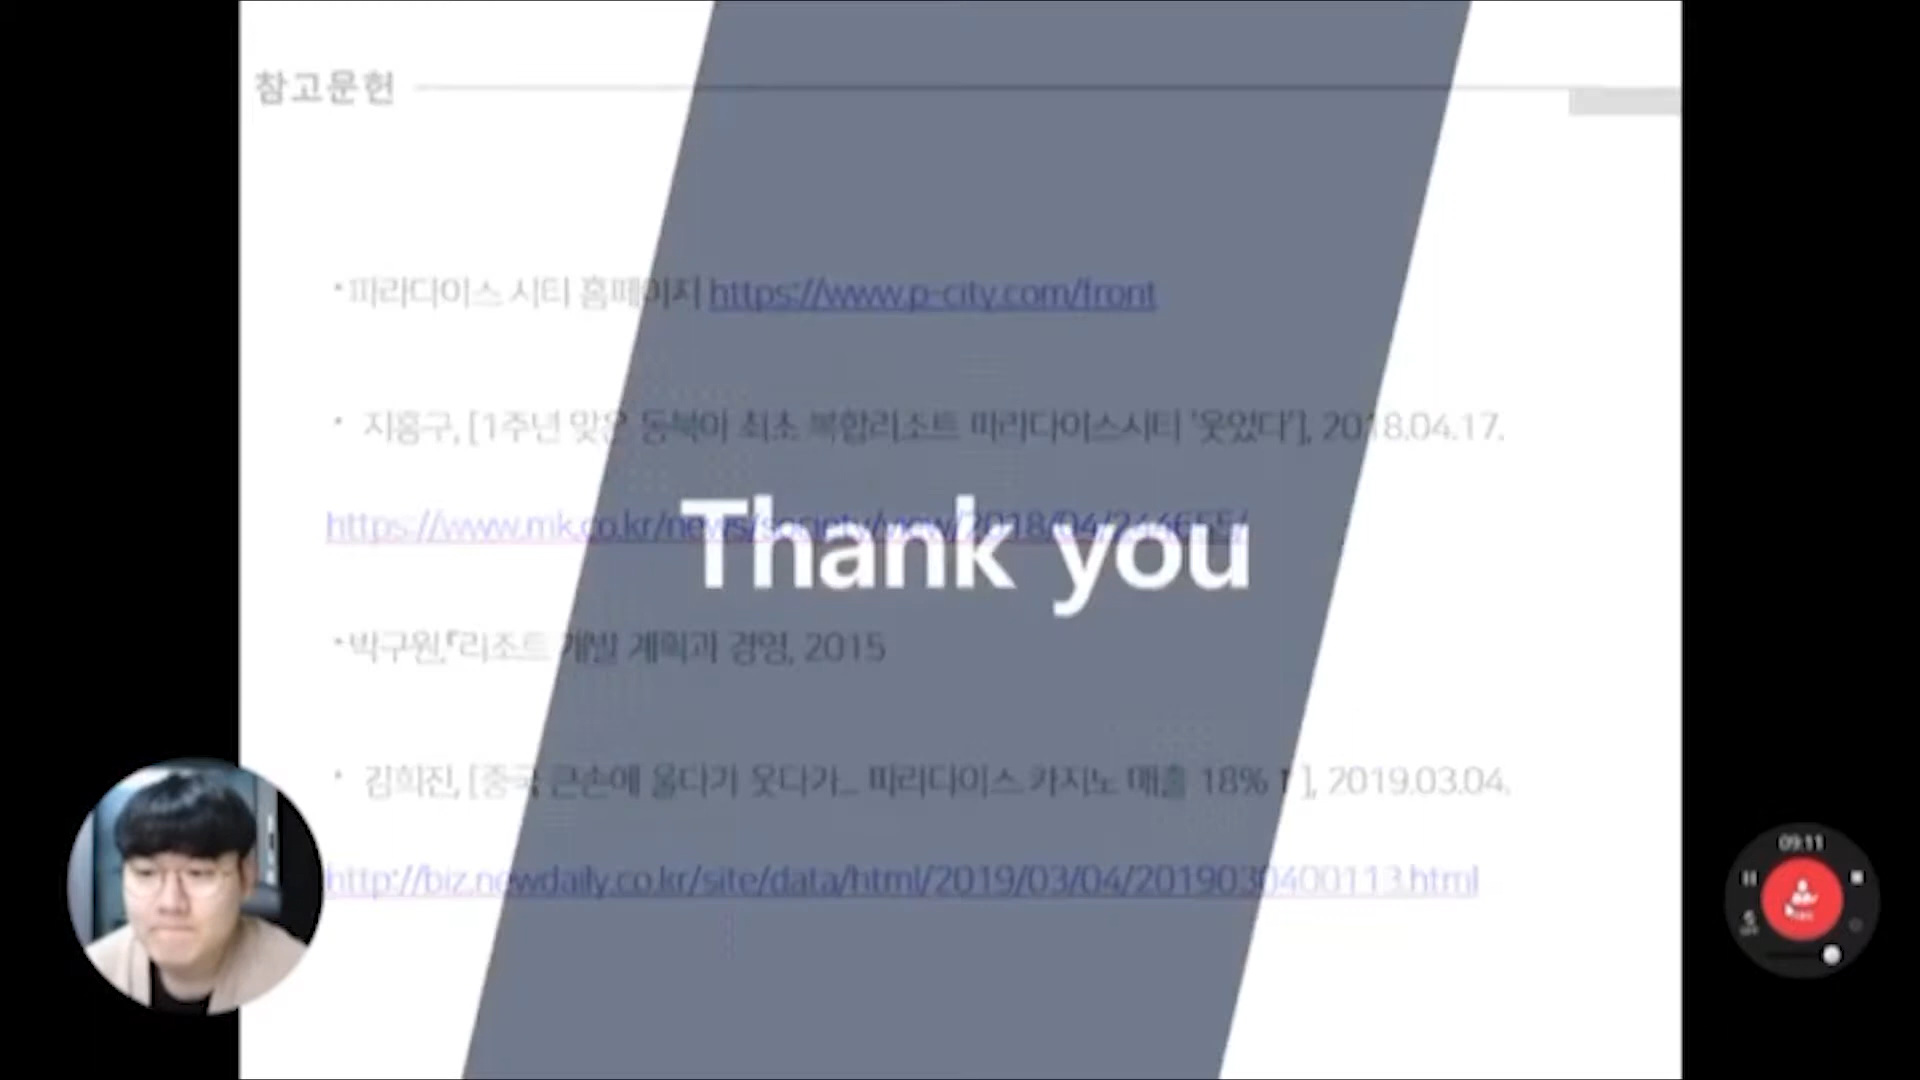 참고문헌
• 파라다이스 시티 홈페이지 https://www.p-city.com/front
• 지홍구, [1주년 맞은 동북아 최초 복합리조트 파라다이스시티 '웃었다'], 2018.04.17.
https://www.mk.co.kr/news/society/view/2018/04/244655/
Thank you
• 박구원,『리조트 개발 계획과 경영, 2015
• 김희진, [중국 큰손에 울다가 웃다가… 파라다이스 카지노 매출 18%↑], 2019.03.04.
http://biz.newdaily.co.kr/site/data/html/2019/03/04/2019030400113.html
09:11